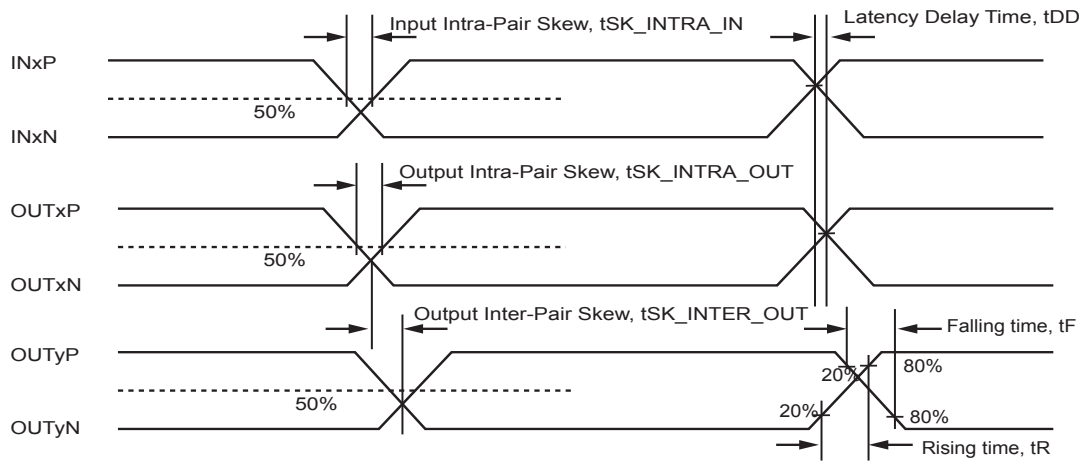 Input Intra-Pair Skew, tSK_INTRA_IN
Latency Delay Time, tDD
INxP
50%
INxN
Output Intra-Pair Skew, tSK_INTRA_OUT
OUTxP
50%
OUTxN
Output Inter-Pair Skew, tSK_INTER_OUT
Falling time, tF
OUTyP
20%
80%
50%
20%
80%
OUTyN
Rising time, tR